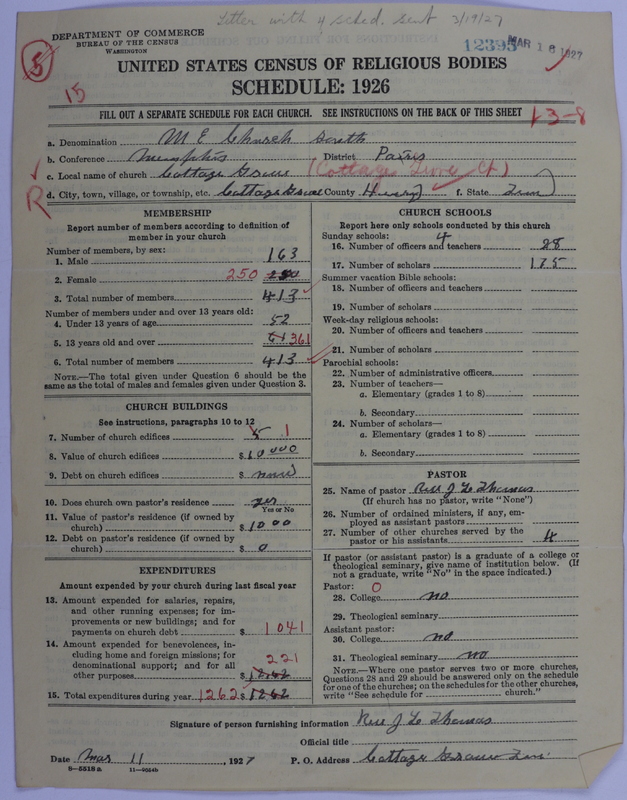 Letter with 4 sched. sent 3/19/27
DEPARTMENT OF COMMERCE
BUREAU OF THE CENSUS
WASHINGTON
12395 MAR 18 1927
5
UNITED STATES CENSUS OF RELIGIOUS BODIES
15
SCHEDULE: 1926
1-3-8
FILL OUT A SEPARATE SCHEDULE FOR EACH CHURCH. SEE INSTRUCTIONS ON THE BACK OF THIS SHEET
a. Denomination M E Church South
b. Conference Memphis District Paris
c. Local name of church Cottage Grove (Cottage Grove Ct)
R
d. City, town, village, or township, etc. Cottage Grove County Henry f. State Tenn
MEMBERSHIP
Report number of members according to definition of
member in your church
Number of members, by sex:
1. Male 163
2. Female 250 250
3. Total number of members 413
Number of members under and over 13 years old:
4. Under 13 years of age 52
5. 13 years old and over 361
6. Total number of members 413
NOTE.—The total given under Question 6 should be the
same as the total of males and females given under Question 3.
CHURCH BUILDINGS
See instructions, paragraphs 10 to 12
7. Number of church edifices 5 1
8. Value of church edifices $10000
9. Debt on church edifices $ none
10. Does church own pastor's residence yes
Yes or No
11. Value of pastor's residence (if owned by
church) $1000
12. Debt on pastor's residence (if owned by
church) $ 0
EXPENDITURES
Amount expended by your church during last fiscal year
13. Amount expended for salaries, repairs,
and other running expenses; for im-
provements or new buildings; and for
payments on church debt $ 1041
14. Amount expended for benevolences, in-
cluding home and foreign missions; for
denominational support; and for all 221
other purposes $1262
15. Total expenditures during year 1262 $1262
CHURCH SCHOOLS
Report here only schools conducted by this church
Sunday schools: 4
16. Number of officers and teachers 28
17. Number of scholars 175
Summer vacation Bible schools:
18. Number of officers and teachers
19. Number of scholars
Week-day religious schools:
20. Number of officers and teachers
21. Number of scholars
Parochial schools:
22. Number of administrative officers
23. Number of teachers—
a. Elementary (grades 1 to 8)
b. Secondary
24. Number of scholars—
a. Elementary (grades 1 to 8)
b. Secondary
PASTOR
25. Name of pastor Rev J Le Thomas
(If church has no pastor, write "None")
26. Number of ordained ministers, if any, em-
ployed as assistant pastors
27. Number of other churches served by the
pastor or his assistants 4
If pastor (or assistant pastor) is a graduate of a college or
theological seminary, give name of institution below. (If
not a graduate, write "No" in the space indicated.)
Pastor: 0
28. College no
29. Theological seminary
Assistant pastor:
30. College no
31. Theological seminary no
NOTE.—Where one pastor serves two or more churches,
Questions 28 and 29 should be answered only on the schedule
for one of the churches; on the schedules for the other churches,
write "See schedule for church."
Signature of person furnishing information Rev J Le Thomas
Official title
Date Mar 11, 1927 P. O. Address Cottage Grove Tenn
9—5518a 11—9564b